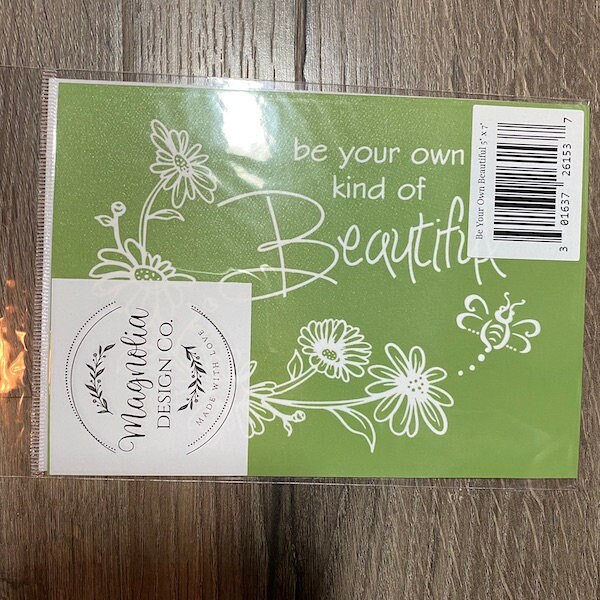 be your own
kind of
Beautiful
Be Your Own Beautiful 5" x 7"
3 01637 26153 7
Magnolia
DESIGN CO.
MADE WITH LOVE